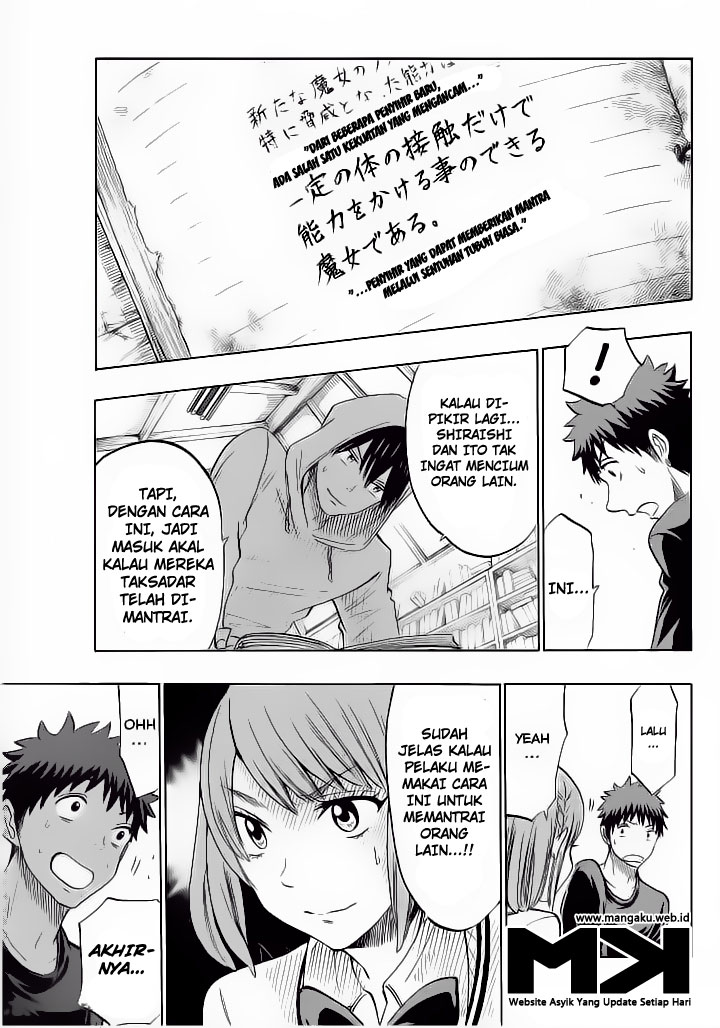 新たな魔女の
特に脅威となった能力は
"DARI BEBERAPA PENYIHIR BARU,
ADA SALAH SATU KEKUATAN YANG MENGANCAM..."
一定の体の接触だけで
能力をかける事のできる
魔女である。
"...PENYIHIR YANG DAPAT MEMBERIKAN MANTRA
MELALUI SENTUHAN TUBUH BIASA."
!
INI...
KALAU DI-
PIKIR LAGI...
SHIRAISHI
DAN ITO TAK
INGAT MENCIUM
ORANG LAIN.
TAPI,
DENGAN CARA
INI, JADI
MASUK AKAL
KALAU MEREKA
TAKSADAR
TELAH DI-
MANTRAI.
LALU
...
YEAH
...
SUDAH
JELAS KALAU
PELAKU ME-
MAKAI CARA
INI UNTUK
MEMANTRAI
ORANG
LAIN...!!
OHH
...
AKHIR-
NYA...
www.mangaku.web.id
MK
Website Asyik Yang Update Setiap Hari